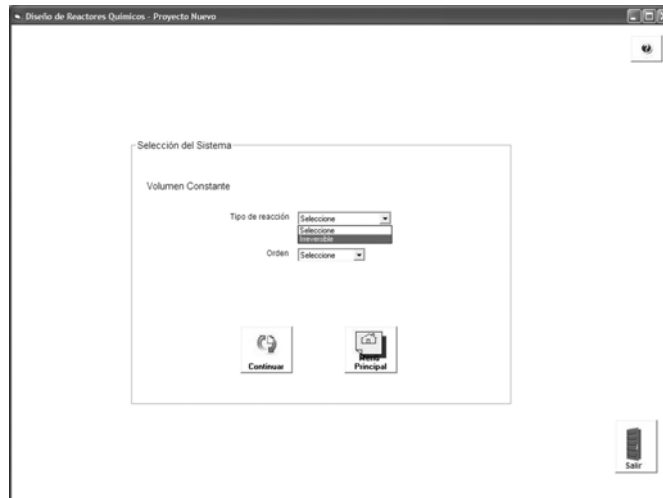 Diseño de Reactores Químicos - Proyecto Nuevo
Selección del Sistema
Volumen Constante
Tipo de reacción Seleccione
Seleccione
Irreversible
Orden Seleccione
Continuar
Menú
Principal
Salir